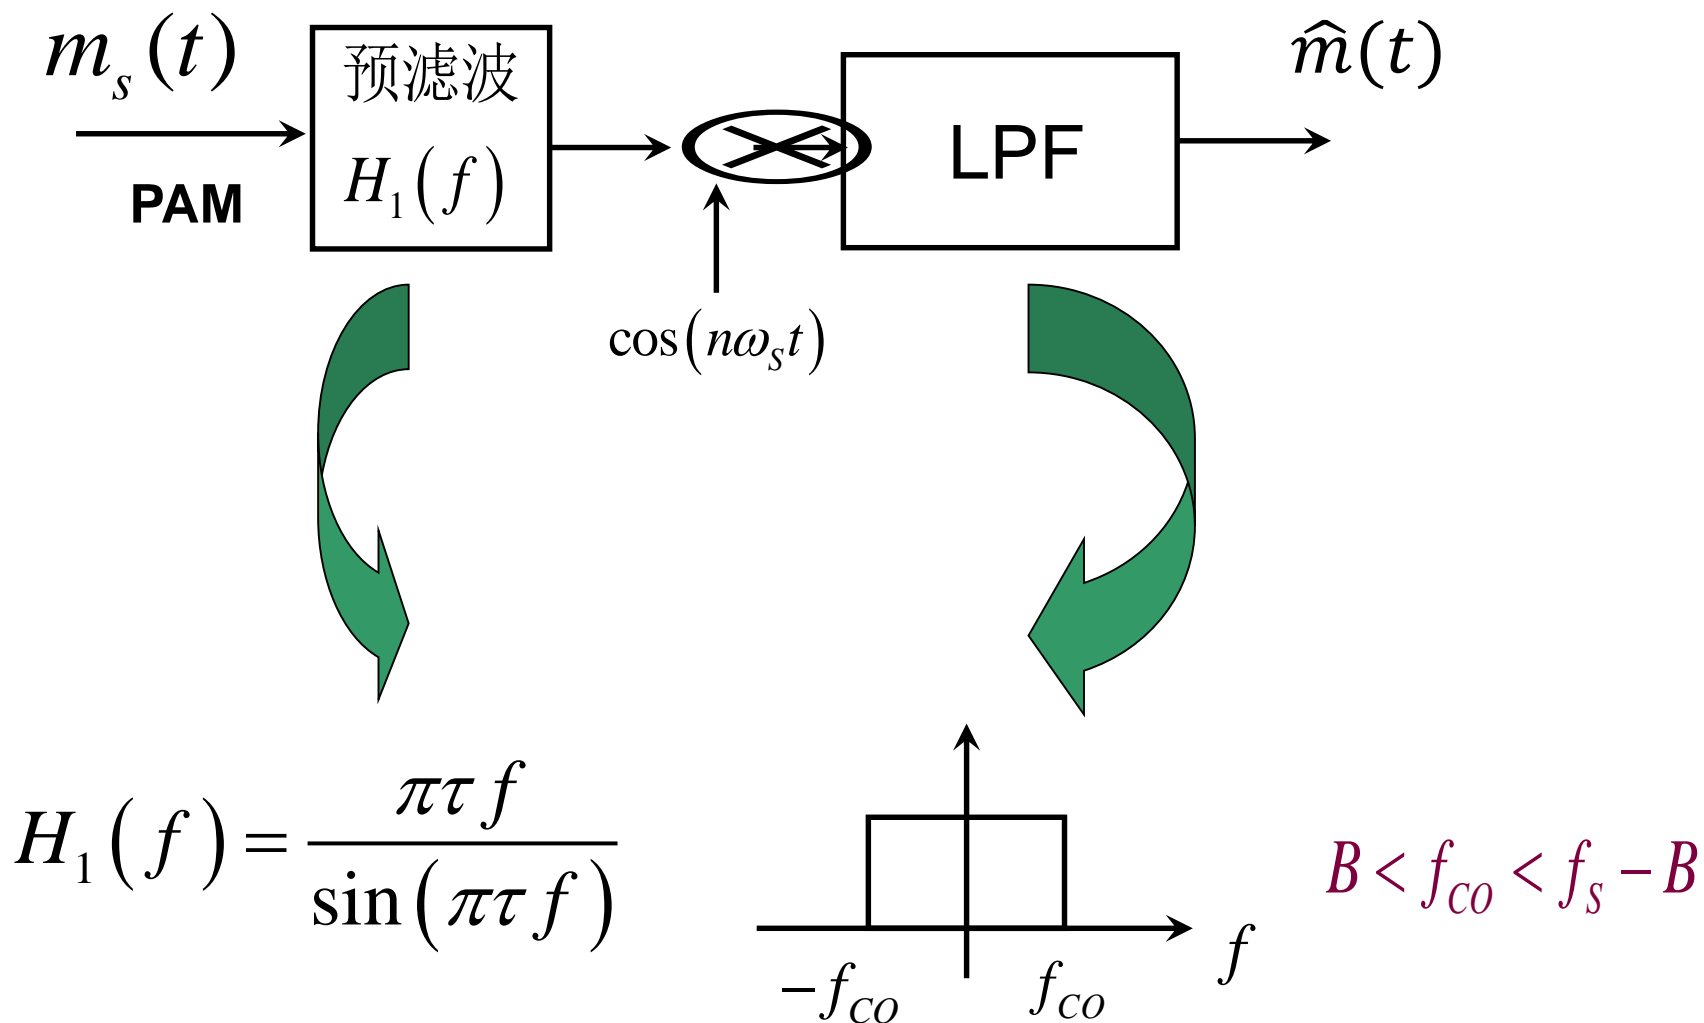 m_s(t)
PAM
预滤波
H_1(f)
cos(nω_s t)
LPF
m̂(t)
H_1(f) = πτf / sin(πτf)
-f_CO
f_CO
f
B < f_CO < f_s - B